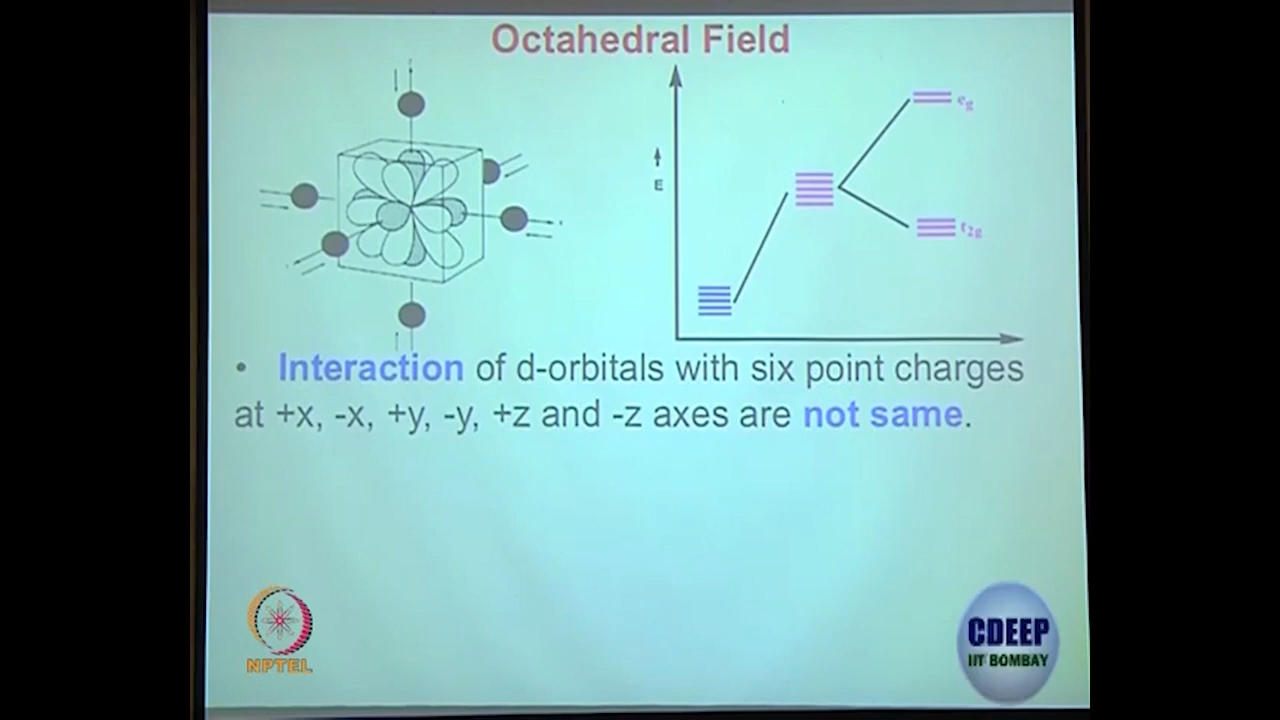 Octahedral Field
E
eg
t2g
• Interaction of d-orbitals with six point charges
at +x, -x, +y, -y, +z and -z axes are not same.
NPTEL
CDEEP
IIT BOMBAY